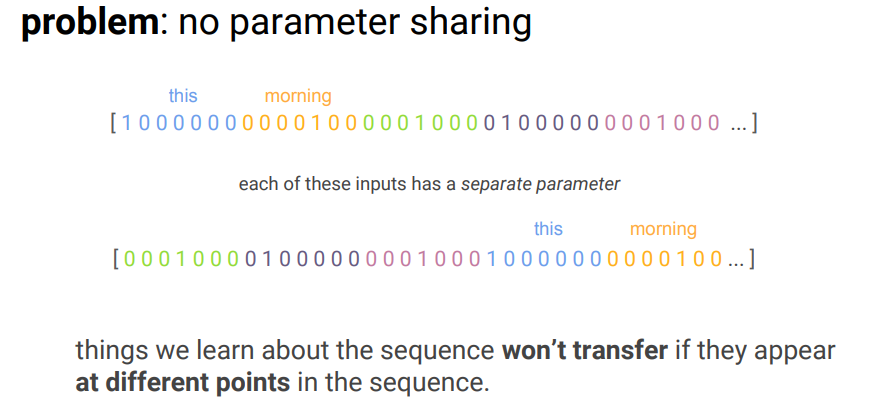 problem: no parameter sharing
this morning
[ 1 0 0 0 0 0 0 0 0 0 0 1 0 0 0 0 0 1 0 0 0 0 1 0 0 0 0 0 0 0 0 1 0 0 0 ... ]
each of these inputs has a separate parameter
this morning
[ 0 0 0 1 0 0 0 0 1 0 0 0 0 0 0 0 0 1 0 0 0 1 0 0 0 0 0 0 0 0 0 0 1 0 0 ... ]
things we learn about the sequence won't transfer if they appear
at different points in the sequence.